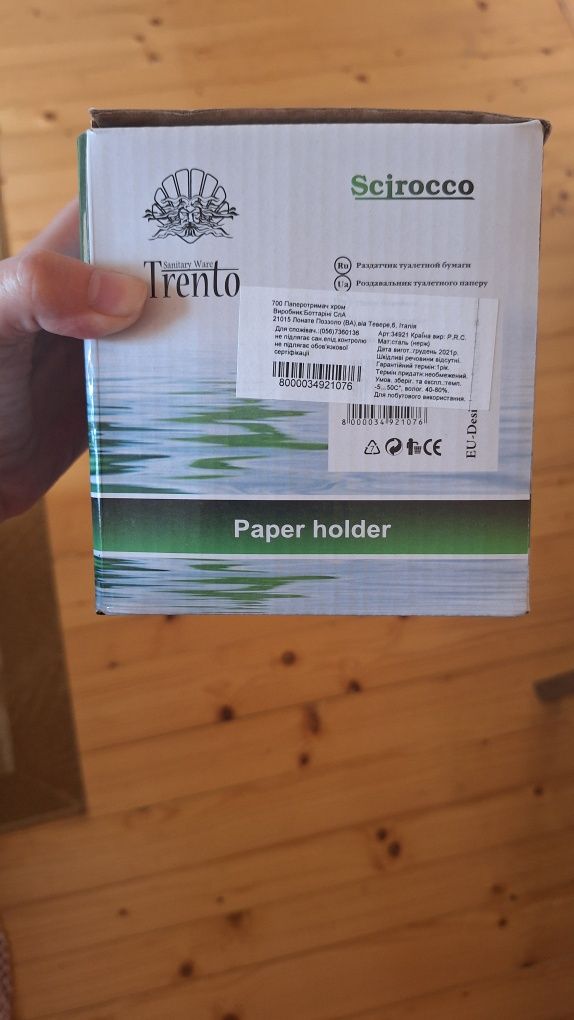 Scirocco
Sanitary Ware
Trento
Ru Раздатчик туалетной бумаги
Ua Роздавальник туалетного паперу
700 Паперотримач хром
Виробник:Боттаріні СпА
21015 Лонате Поззоло (ВА),віа Тевере,6, Італія
Для споживач.:(056)7360136
не підлягає сан.епід.контролю
не підлягає обов'язкової
сертифікації
8000034921076
Арт:34921 Країна вир: P.R.C.
Мат:сталь (нерж)
Дата вигот.:грудень 2021р.
Шкідливі речовини відсутні.
Гарантійний термін:1рік.
Термін придатн:необмежений.
Умов. зберіг. та експл.:темп.
-5...50С°, волог. 40-80%.
Для побутового використання.
8 000034 921076
EU-Desi
CE
Paper holder